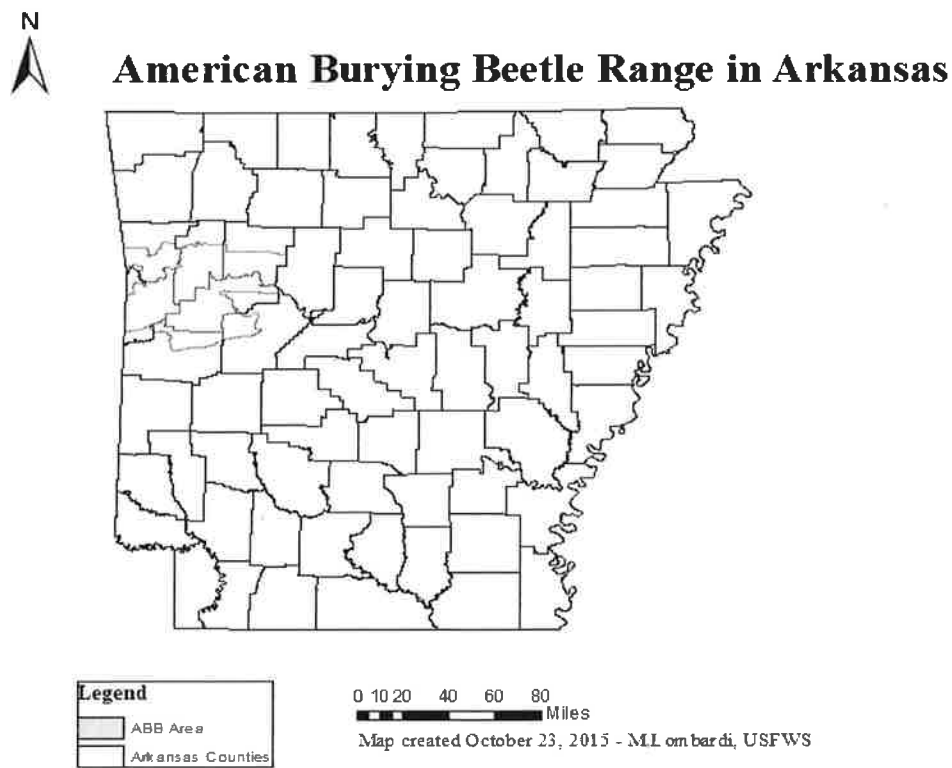 N
American Burying Beetle Range in Arkansas
Legend
ABB Area
Arkansas Counties
0 10 20 40 60 80
Miles
Map created October 23, 2015 - M.Lombardi, USFWS